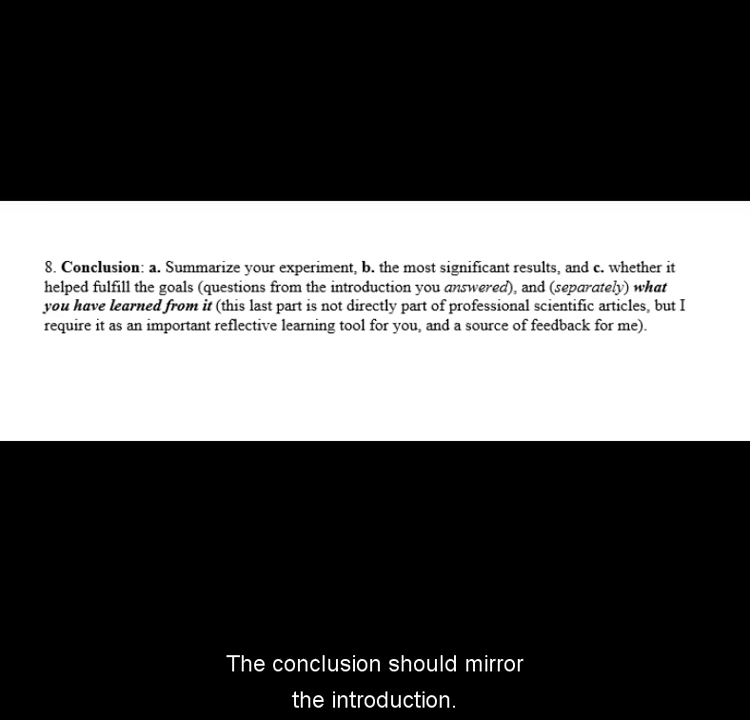 8. Conclusion: a. Summarize your experiment, b. the most significant results, and c. whether it
helped fulfill the goals (questions from the introduction you answered), and (separately) what
you have learned from it (this last part is not directly part of professional scientific articles, but I
require it as an important reflective learning tool for you, and a source of feedback for me).
The conclusion should mirror
the introduction.